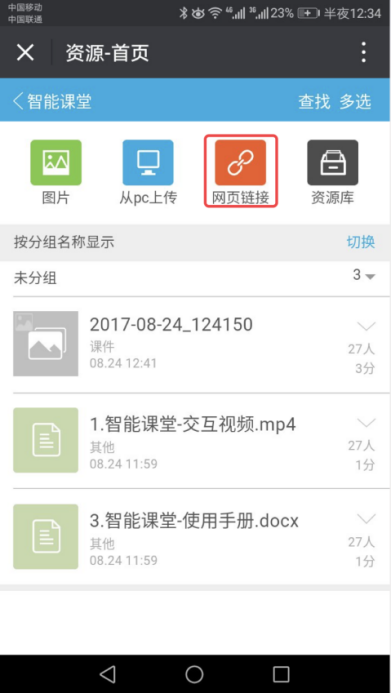 中国移动
中国联通
4G 3G 23% 半夜12:34
资源-首页
智能课堂 查找 多选
图片 从pc上传 网页链接 资源库
按分组名称显示 切换
未分组 3
2017-08-24_124150
课件 27人
08.24 12:41 3分
1.智能课堂-交互视频.mp4
其他 27人
08.24 11:59 1分
3.智能课堂-使用手册.docx
其他 27人
08.24 11:59 1分